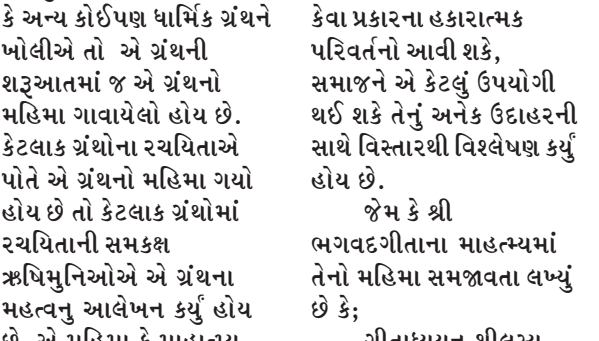 કે અન્ય કોઈપણ ધાર્મિક ગ્રંથને
ખોલીએ તો એ ગ્રંથની
શરૂઆતમાં જ એ ગ્રંથનો
મહિમા ગાવાયેલો હોય છે.
કેટલાક ગ્રંથોના રચયિતાએ
પોતે એ ગ્રંથનો મહિમા ગયો
હોય છે તો કેટલાક ગ્રંથોમાં
રચયિતાની સમકક્ષ
ઋષિમુનિઓએ એ ગ્રંથના
મહત્વનુ આલેખન કર્યું હોય
છે. એ મહિમા કે
કેવા પ્રકારના હકારાત્મક
પરિવર્તનો આવી શકે,
સમાજને એ કેટલું ઉપયોગી
થઈ શકે તેનું અનેક ઉદાહરની
સાથે વિસ્તારથી વિશ્લેષણ કર્યું
હોય છે.
જેમ કે શ્રી
ભગવદગીતાના માહત્મ્યમાં
તેનો મહિમા સમજાવતા લખ્યું
છે કે;